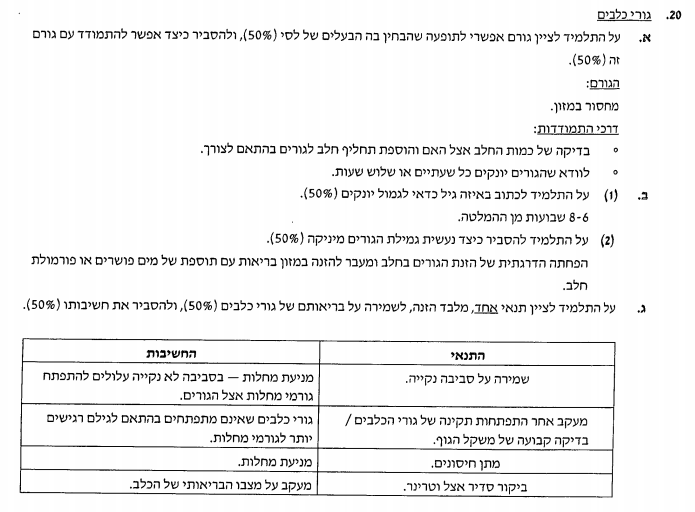 20. גורי כלבים
א. על התלמיד לציין גורם אפשרי לתופעה שהבחין בה הבעלים של לסי (50%), ולהסביר כיצד אפשר להתמודד עם גורם
זה (50%).
הגורם:
מחסור במזון.
דרכי התמודדות:
° בדיקה של כמות החלב אצל האם והוספת תחליף חלב לגורים בהתאם לצורך.
° לוודא שהגורים יונקים כל שעתיים או שלוש שעות.
ב. (1) על התלמיד לכתוב באיזה גיל כדאי לגמול יונקים (50%).
8-6 שבועות מן ההמלטה.
(2) על התלמיד להסביר כיצד נעשית גמילת הגורים מיניקה (50%).
הפחתה הדרגתית של הזנת הגורים בחלב ומעבר להזנה במזון בריאות עם תוספת של מים פושרים או פורמולת
חלב.
ג. על התלמיד לציין תנאי אחד, מלבד הזנה, לשמירה על בריאותם של גורי כלבים (50%), ולהסביר את חשיבותו (50%).
התנאי החשיבות
שמירה על סביבה נקייה. מניעת מחלות — בסביבה לא נקייה עלולים להתפתח
גורמי מחלות אצל הגורים.
מעקב אחר התפתחות תקינה של גורי הכלבים / גורי כלבים שאינם מתפתחים בהתאם לגילם רגישים
בדיקה קבועה של משקל הגוף. יותר לגורמי מחלות.
מתן חיסונים. מניעת מחלות.
ביקור סדיר אצל וטרינר. מעקב על מצבו הבריאותי של הכלב.